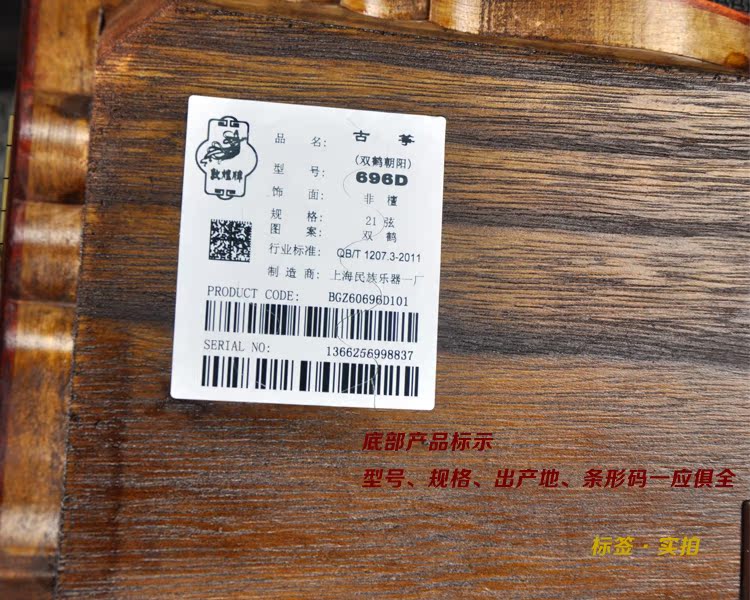 敦煌牌
品 名: 古 筝
(双鹤朝阳)
型 号: 696D
饰 面: 非 檀
规 格: 21 弦
图 案: 双 鹤
行业标准: QB/T 1207.3-2011
制 造 商: 上海民族乐器一厂
PRODUCT CODE: BGZ60696D101
SERIAL NO: 1366256998837
底部产品标示
型号、规格、出产地、条形码一应俱全
标签·实拍